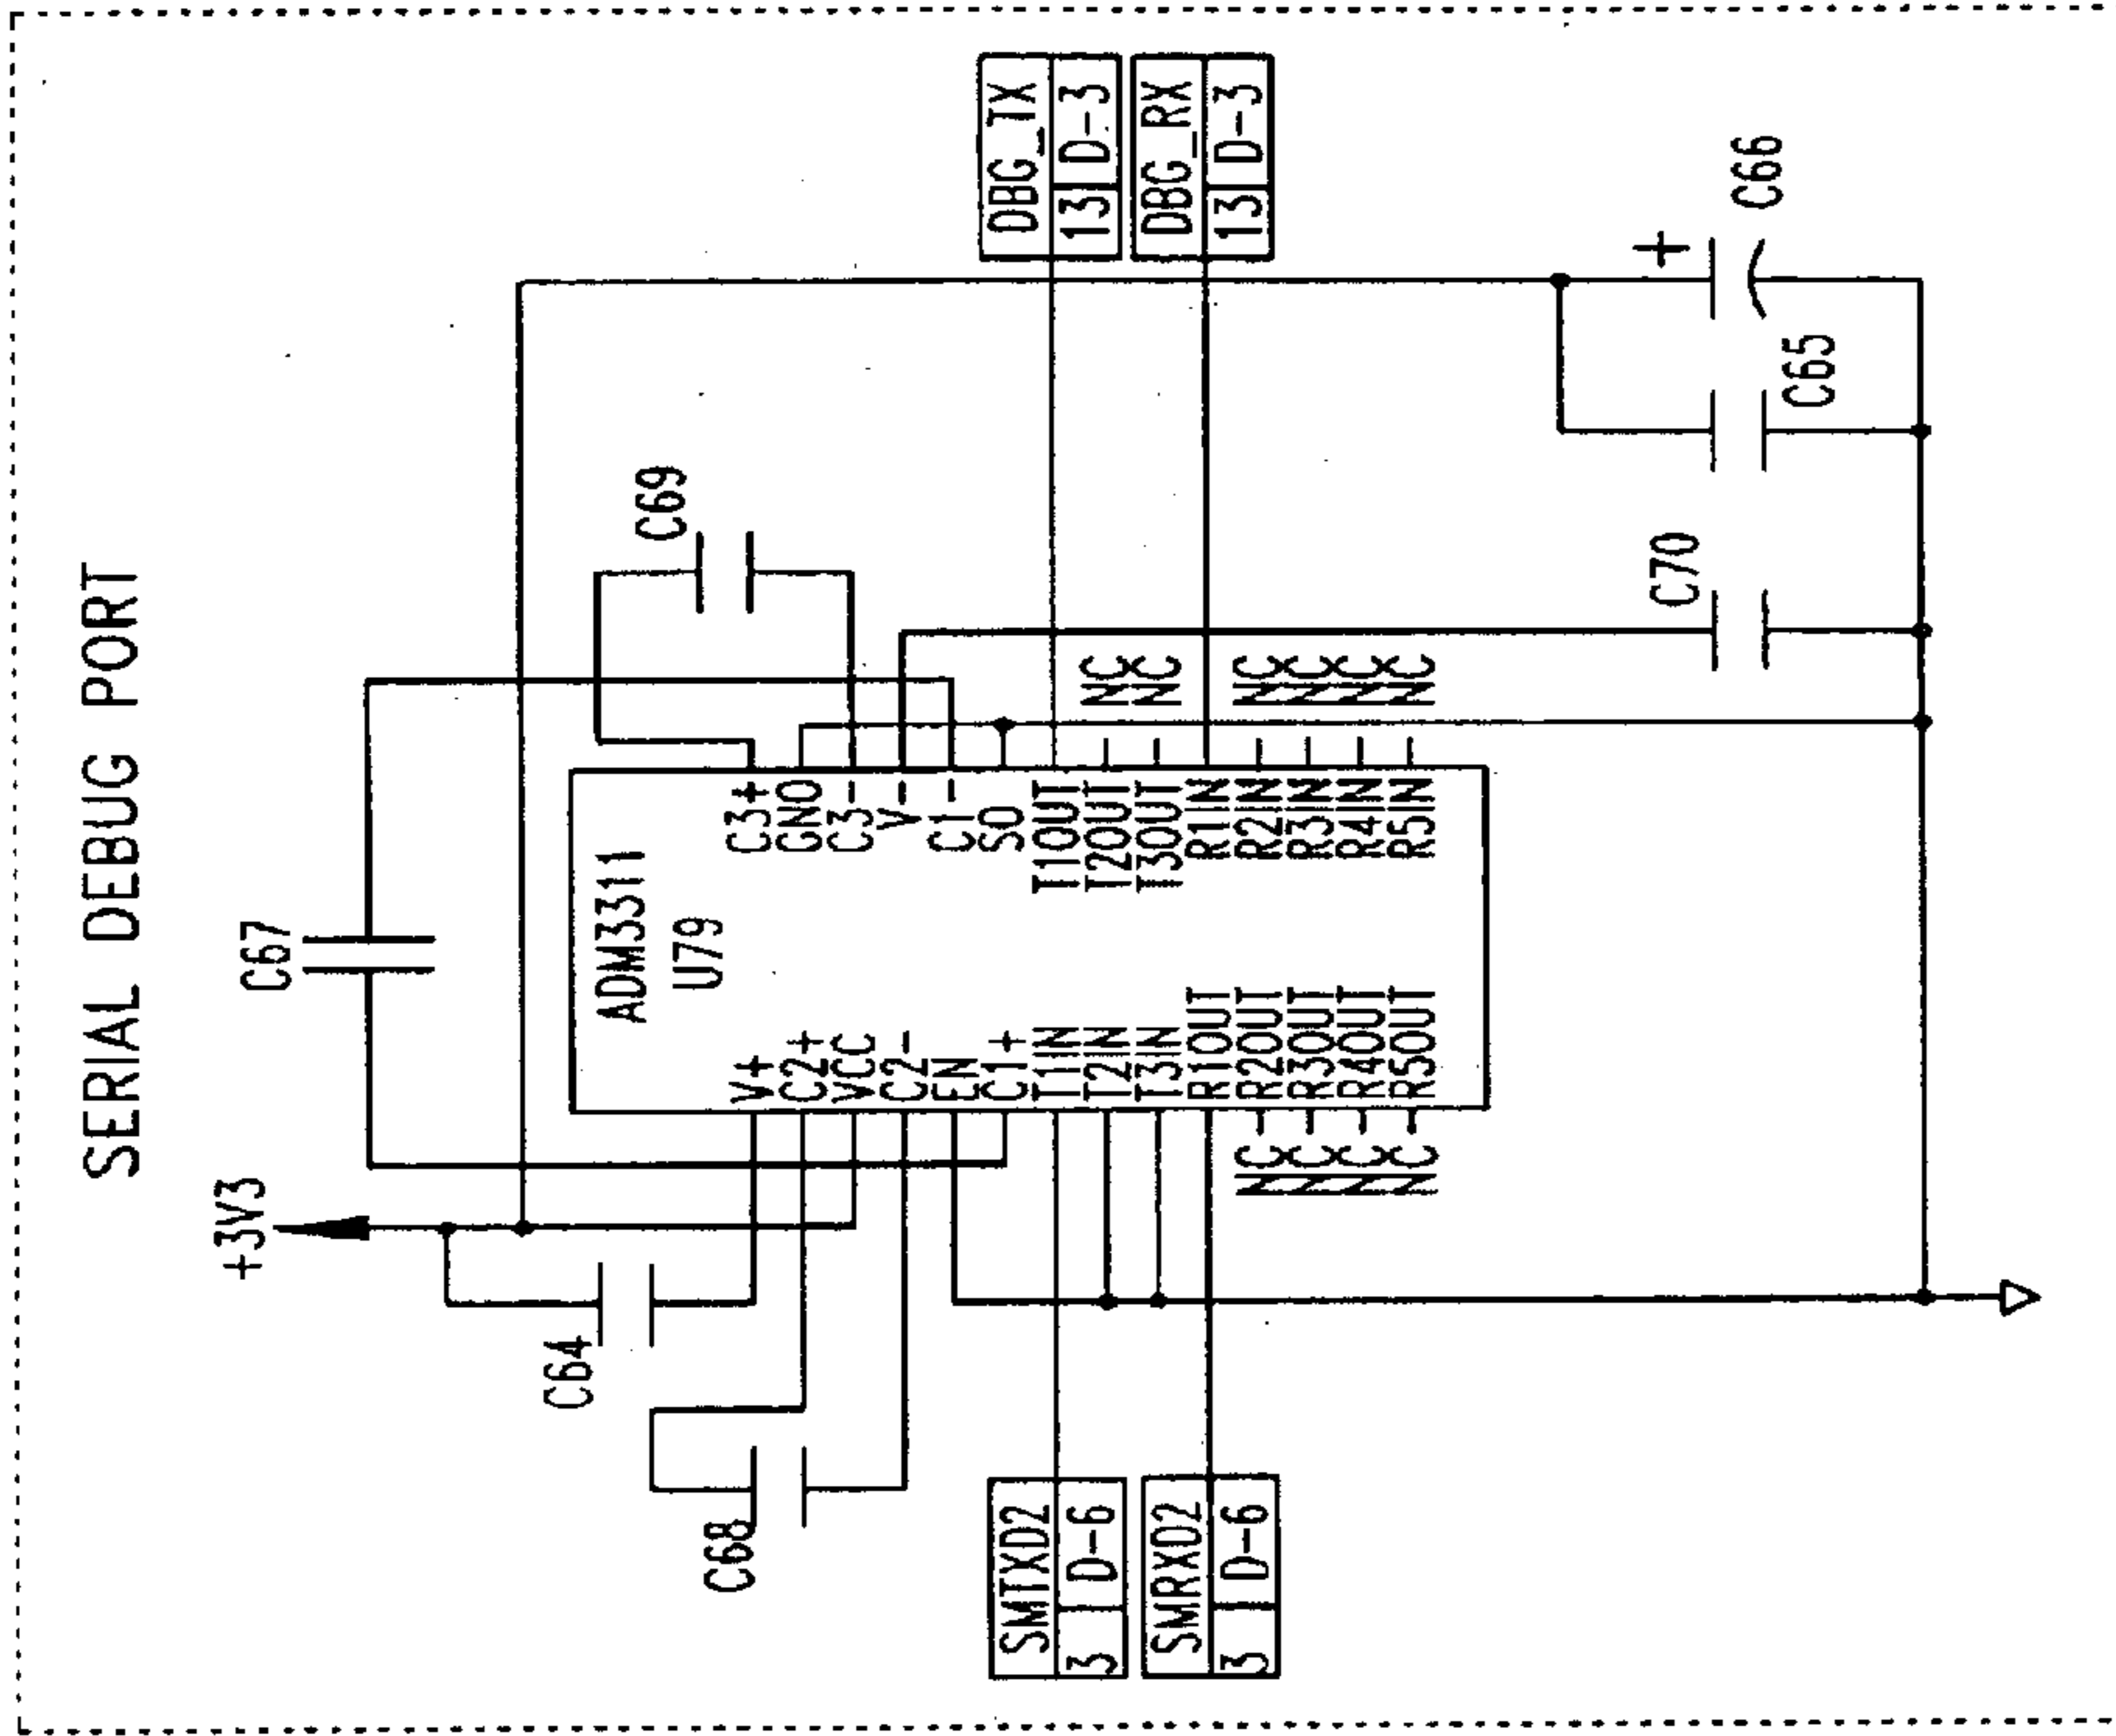 SERIAL DEBUG PORT
+3V3
C67
C64
C68
C69
ADM3311
U79
V+
C2+
VCC
C2-
EN
C1+
T1IN
T2IN
T3IN
R1OUT
R2OUT
R3OUT
R4OUT
R5OUT
C3+
GND
C3-
V-
C1-
SD
T1OUT
T2OUT
T3OUT
R1IN
R2IN
R3IN
R4IN
R5IN
NC
NC
NC
NC
NC
NC
NC
NC
NC
NC
SMTXD2
3 D-6
SMRXD2
3 D-6
DBG_TX
13 D-3
DBG_RX
13 D-3
C70
C65
+
C66